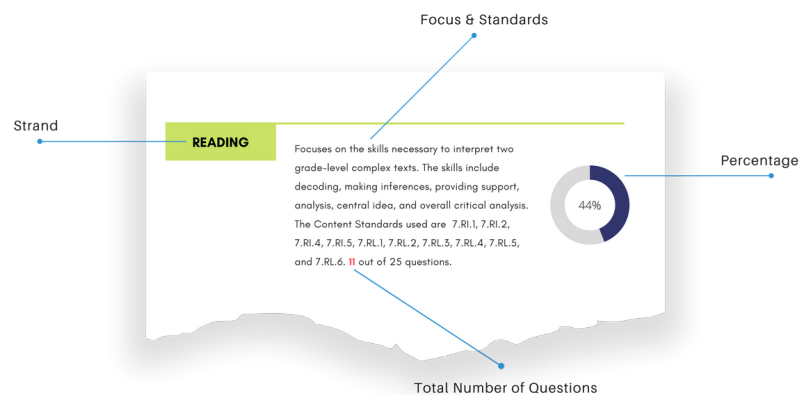 Focus & Standards
Strand
READING
Focuses on the skills necessary to interpret two
grade-level complex texts. The skills include
decoding, making inferences, providing support,
analysis, central idea, and overall critical analysis.
The Content Standards used are 7.RI.1, 7.RI.2,
7.RI.4, 7.RI.5, 7.RL.1, 7.RL.2, 7.RL.3, 7.RL.4, 7.RL.5,
and 7.RL.6. 11 out of 25 questions.
Percentage
44%
Total Number of Questions